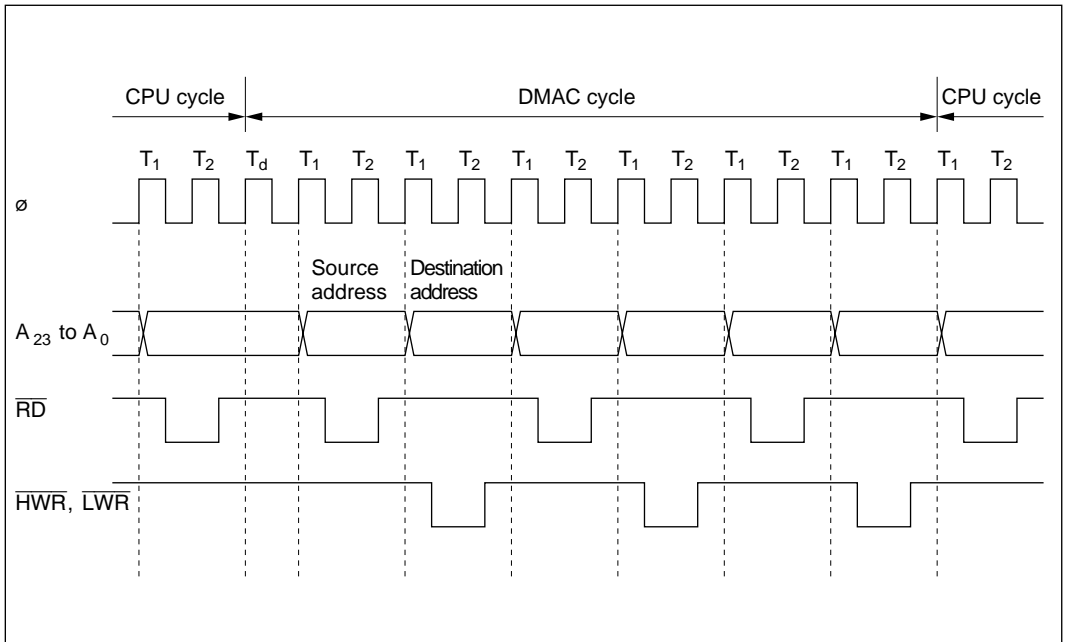 CPU cycle DMAC cycle CPU cycle
T1 T2 Td T1 T2 T1 T2 T1 T2 T1 T2 T1 T2 T1 T2 T1 T2
ø
Source address
Destination address
A23 to A0
RD
HWR, LWR